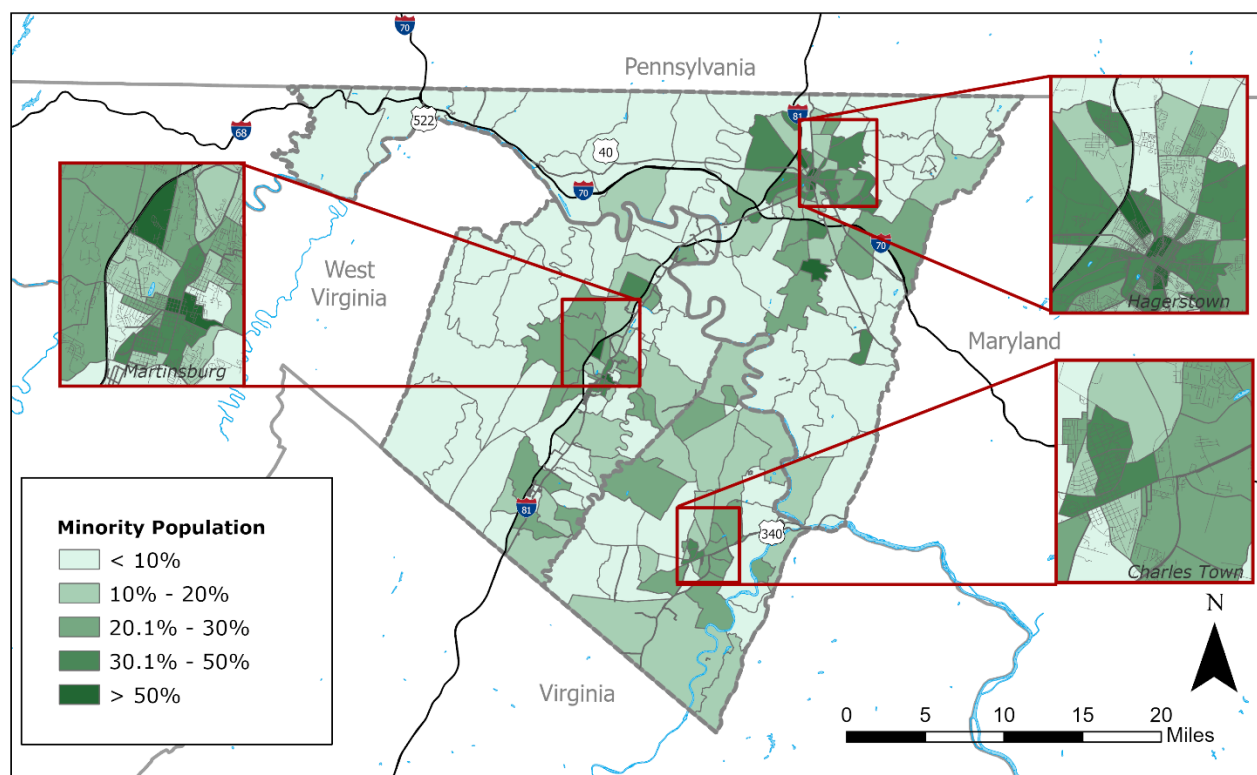 70
Pennsylvania
81
68
522
40
70
Hagerstown
70
West
Virginia
Maryland
Martinsburg
81
340
Charles Town
Minority Population
< 10%
10% - 20%
20.1% - 30%
30.1% - 50%
> 50%
Virginia
N
0 5 10 15 20
Miles